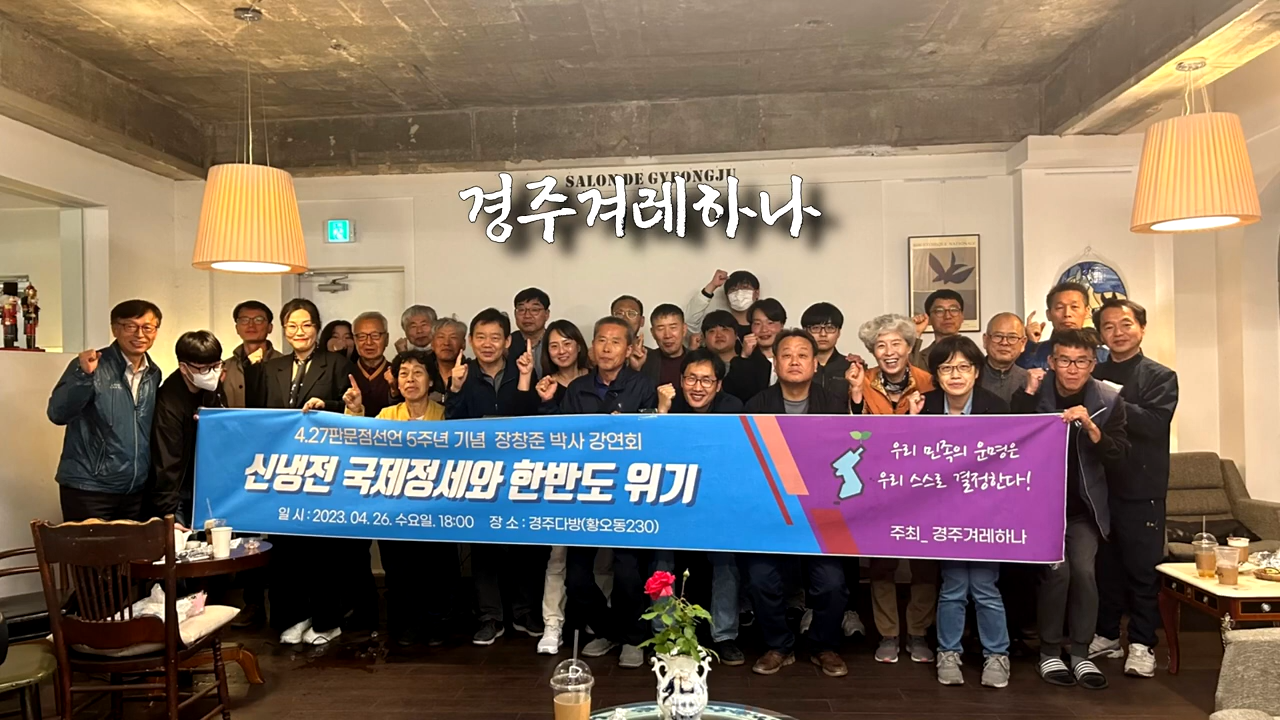 SALON DE GYEONGJU
경주겨레하나
4.27판문점선언 5주년 기념 장창준 박사 강연회
신냉전 국제정세와 한반도 위기
일 시 : 2023. 04. 26. 수요일, 18:00 장 소 : 경주다방(황오동230)
우리 민족의 운명은
우리 스스로 결정한다!
주최_ 경주겨레하나